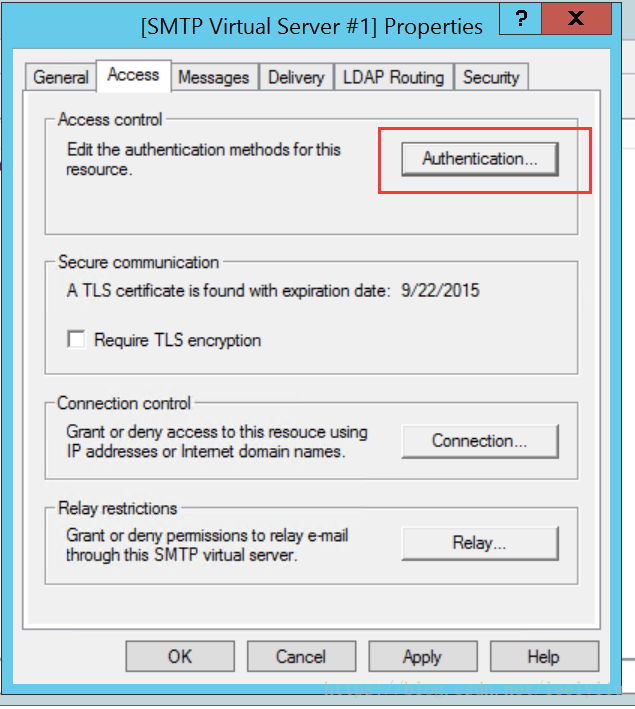 [SMTP Virtual Server #1] Properties
?
X
General
Access
Messages
Delivery
LDAP Routing
Security
Access control
Edit the authentication methods for this
resource.
Authentication...
Secure communication
A TLS certificate is found with expiration date: 9/22/2015
Require TLS encryption
Connection control
Grant or deny access to this resouce using
IP addresses or Internet domain names.
Connection...
Relay restrictions
Grant or deny permissions to relay e-mail
through this SMTP virtual server.
Relay...
OK
Cancel
Apply
Help